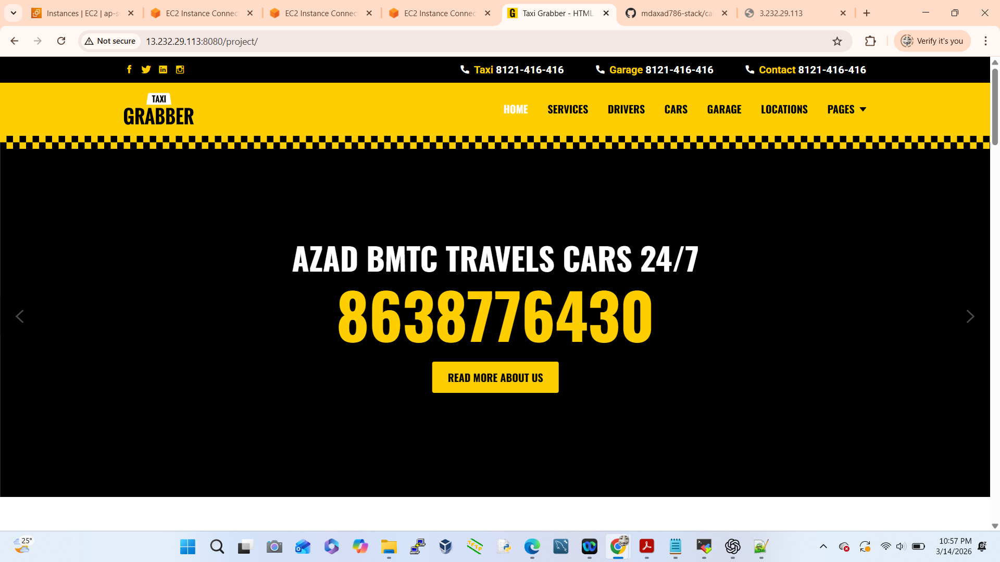 Instances | EC2 | ap-s
EC2 Instance Connec
EC2 Instance Connec
EC2 Instance Connec
Taxi Grabber - HTML
mdaxad786-stack/ca
3.232.29.113
Not secure
13.232.29.113:8080/project/
Verify it's you
Taxi 8121-416-416
Garage 8121-416-416
Contact 8121-416-416
TAXI
GRABBER
HOME
SERVICES
DRIVERS
CARS
GARAGE
LOCATIONS
PAGES
AZAD BMTC TRAVELS CARS 24/7
8638776430
READ MORE ABOUT US
25°
10:57 PM
3/14/2026